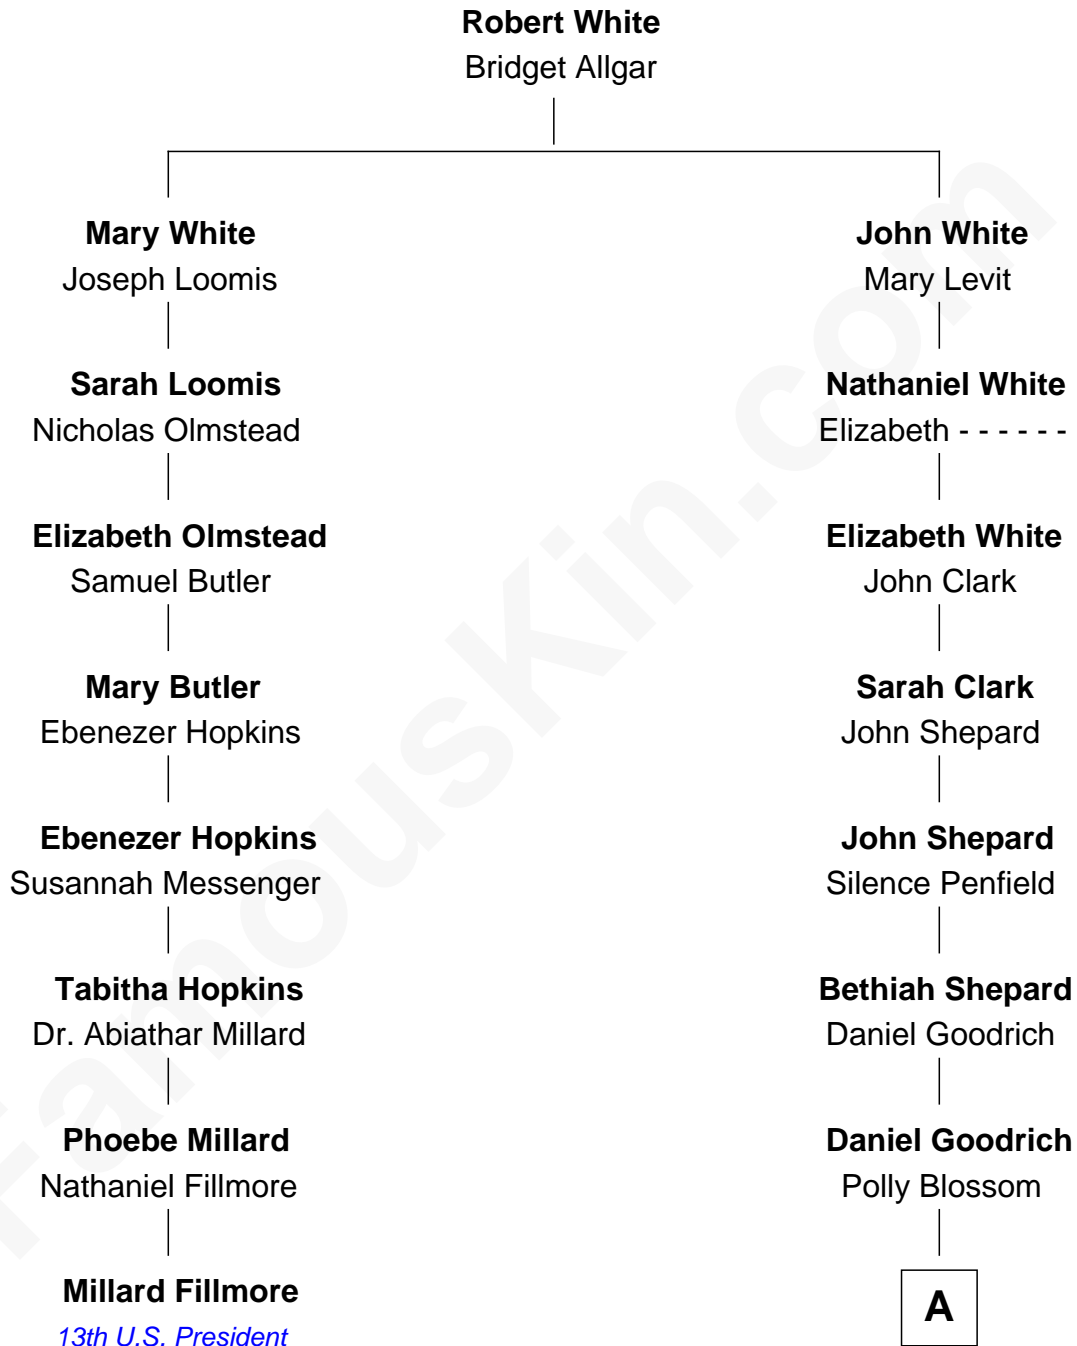 Robert White
Bridget Allgar
Mary White
Joseph Loomis
John White
Mary Levit
Sarah Loomis
Nicholas Olmstead
Nathaniel White
Elizabeth - - - - - -
Elizabeth Olmstead
Samuel Butler
Elizabeth White
John Clark
Mary Butler
Ebenezer Hopkins
Sarah Clark
John Shepard
Ebenezer Hopkins
Susannah Messenger
John Shepard
Silence Penfield
Tabitha Hopkins
Dr. Abiathar Millard
Bethiah Shepard
Daniel Goodrich
Phoebe Millard
Nathaniel Fillmore
Daniel Goodrich
Polly Blossom
Millard Fillmore
13th U.S. President
A
FamousKin.com